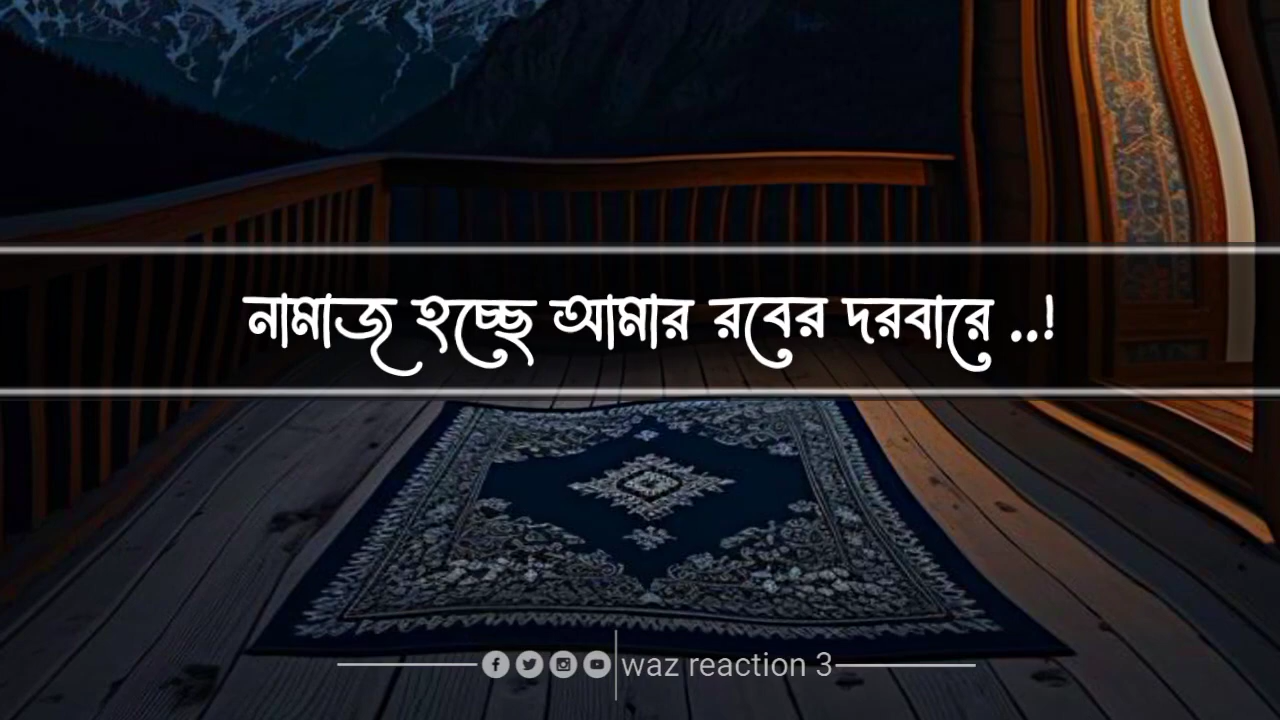 নামাজ হচ্ছে আমার রবের দরবারে ..!
waz reaction 3